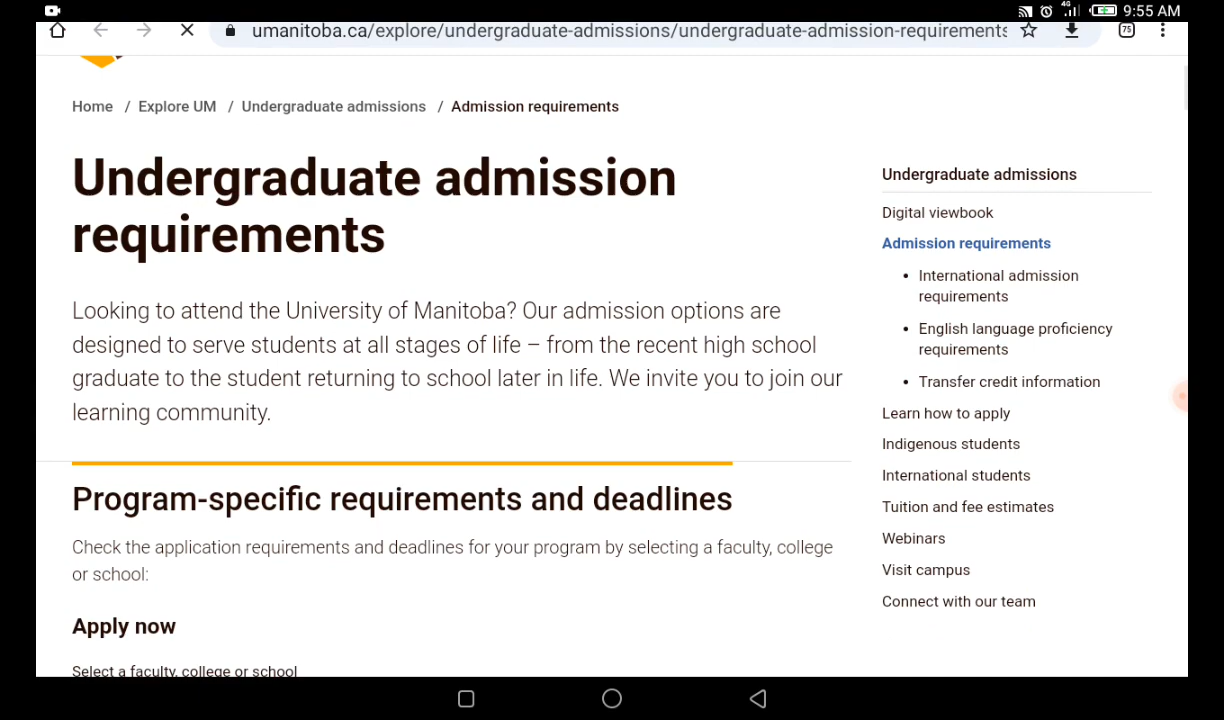 4G 9:55 AM
umanitoba.ca/explore/undergraduate-admissions/undergraduate-admission-requirements 75
Home / Explore UM / Undergraduate admissions / Admission requirements
Undergraduate admission
requirements
Looking to attend the University of Manitoba? Our admission options are
designed to serve students at all stages of life – from the recent high school
graduate to the student returning to school later in life. We invite you to join our
learning community.
Program-specific requirements and deadlines
Check the application requirements and deadlines for your program by selecting a faculty, college
or school:
Apply now
Select a faculty, college or school
Undergraduate admissions
Digital viewbook
Admission requirements
• International admission
requirements
• English language proficiency
requirements
• Transfer credit information
Learn how to apply
Indigenous students
International students
Tuition and fee estimates
Webinars
Visit campus
Connect with our team